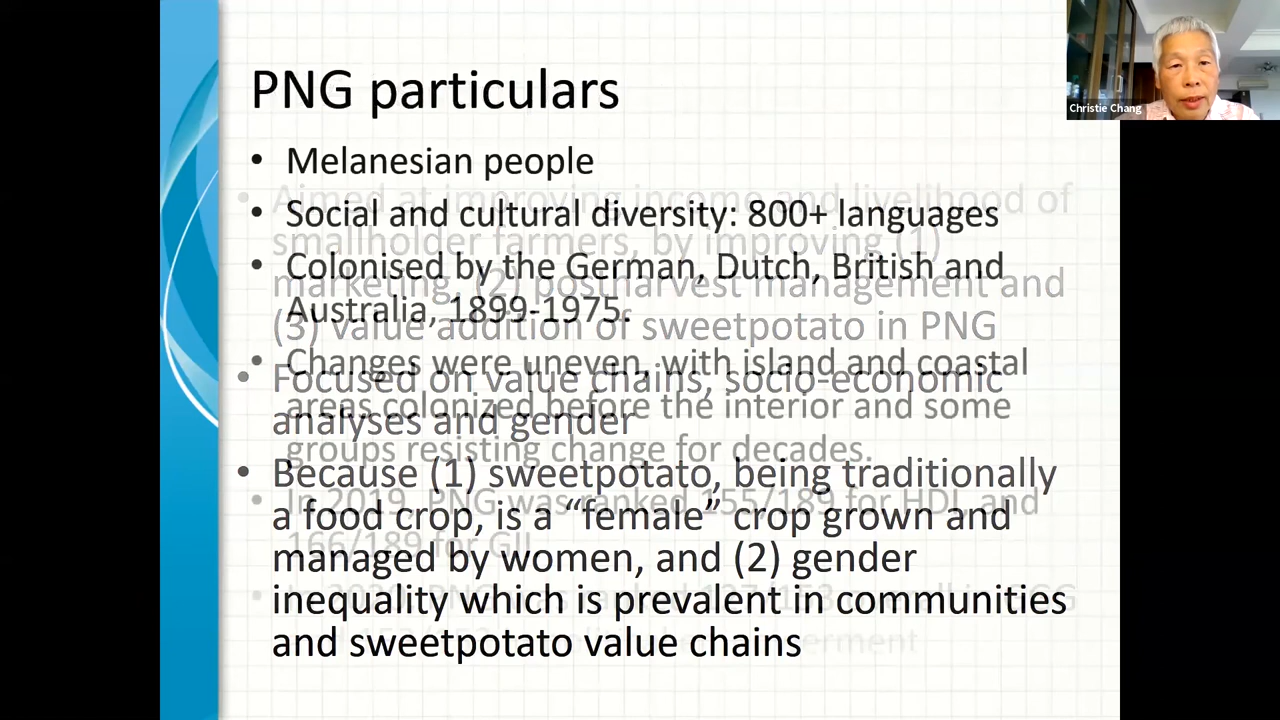 PNG particulars
• Melanesian people
• Social and cultural diversity: 800+ languages
• Colonised by the German, Dutch, British and
Australia, 1899-1975.
• Changes were uneven, with island and coastal
areas colonized before the interior and some
groups resisting change for decades.
• In 2019, PNG was ranked 155/189 for HDI, and
166/189 for GII
• Aimed at improving income and livelihood of
smallholder farmers, by improving (1)
marketing, (2) postharvest management and
(3) value addition of sweetpotato in PNG
• Focused on value chains, socio-economic
analyses and gender
• Because (1) sweetpotato, being traditionally
a food crop, is a “female” crop grown and
managed by women, and (2) gender
inequality which is prevalent in communities
and sweetpotato value chains
Christie Chang